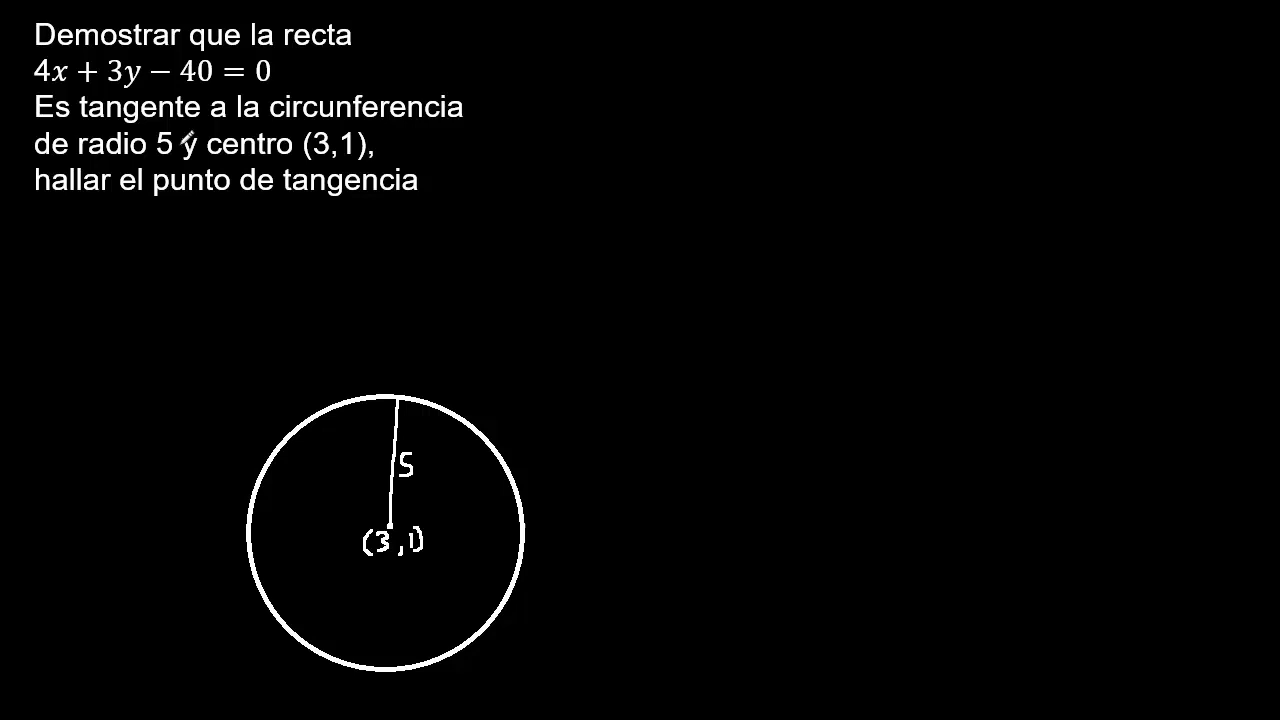 Demostrar que la recta
4x + 3y − 40 = 0
Es tangente a la circunferencia
de radio 5 y centro (3,1),
hallar el punto de tangencia
5
(3,1)